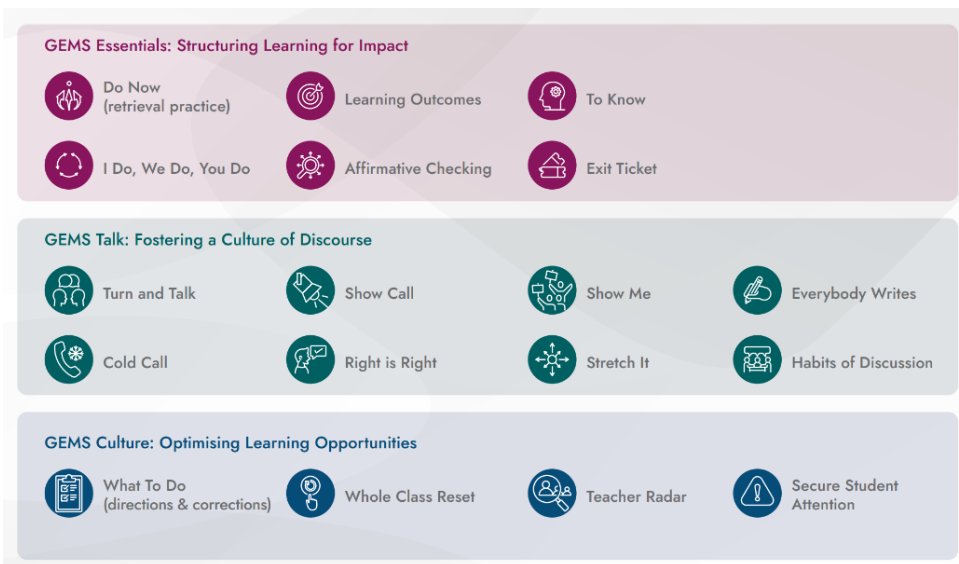 GEMS Essentials: Structuring Learning for Impact
Do Now
(retrieval practice)
Learning Outcomes
To Know
I Do, We Do, You Do
Affirmative Checking
Exit Ticket
GEMS Talk: Fostering a Culture of Discourse
Turn and Talk
Show Call
Show Me
Everybody Writes
Cold Call
Right is Right
Stretch It
Habits of Discussion
GEMS Culture: Optimising Learning Opportunities
What To Do
(directions & corrections)
Whole Class Reset
Teacher Radar
Secure Student
Attention